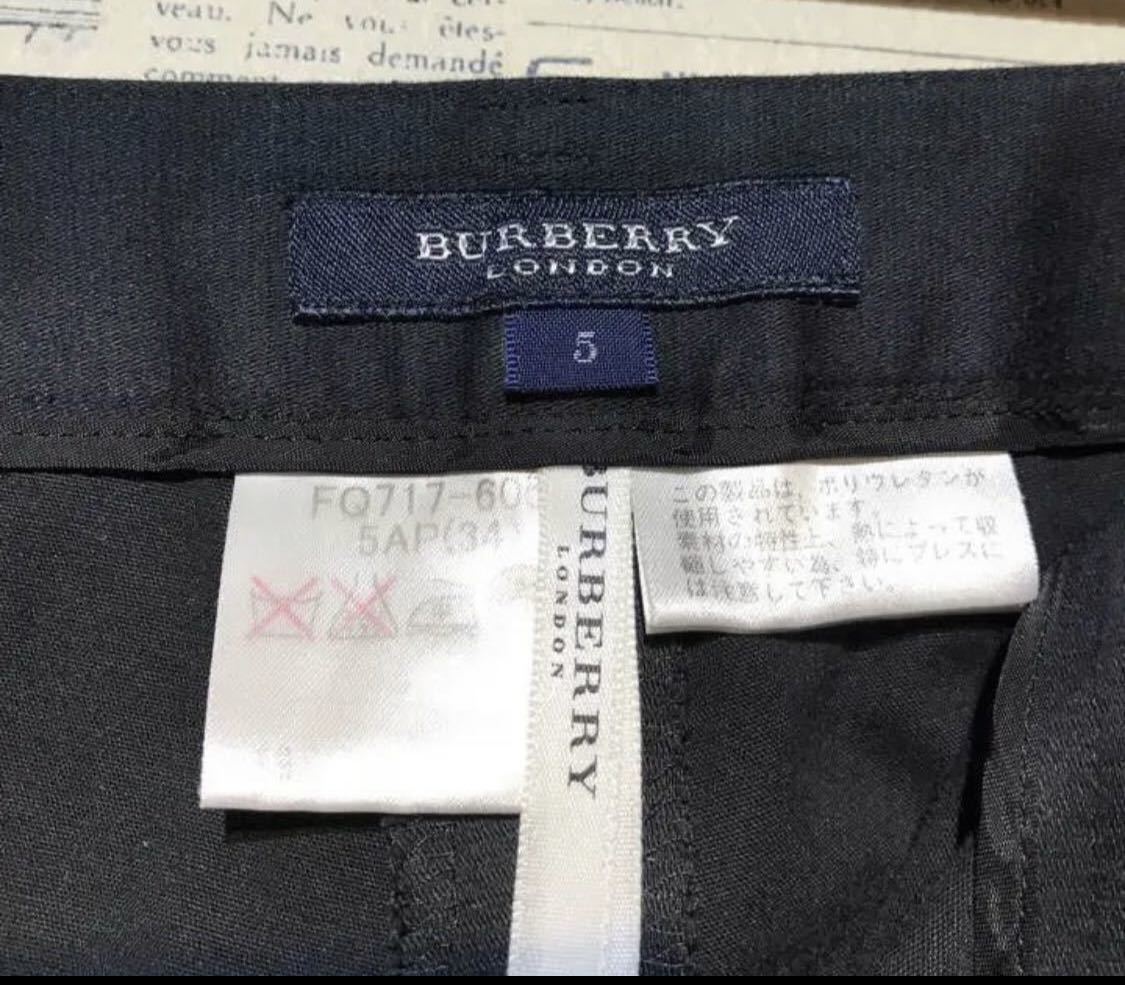 veau. Ne vous êtes-
vous jamais demandé
comment
BURBERRY
LONDON
5
FQ717-60
5AP(34
BURBERRY
LONDON
この製品は、ポリウレタンが
使用されています。
素材の特性上、熱によって収
縮しやすい為、特にプレスに
は注意して下さい。